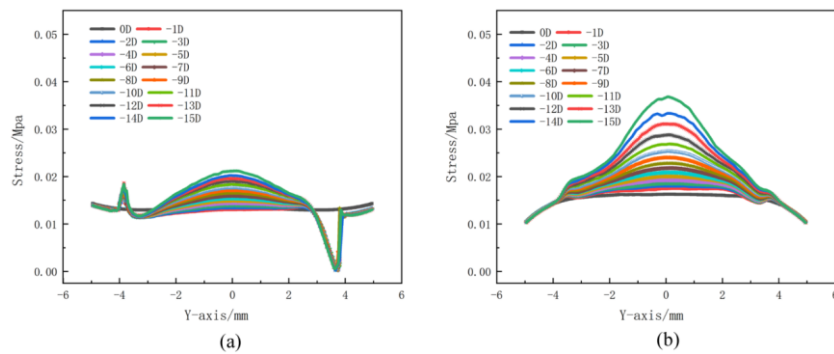 0.05
0.04
0.03
0.02
0.01
0.00
Stress/Mpa
0D -1D
-2D -3D
-4D -5D
-6D -7D
-8D -9D
-10D -11D
-12D -13D
-14D -15D
-6 -4 -2 0 2 4 6
Y-axis/mm
(a)
0.05
0.04
0.03
0.02
0.01
0.00
Stress/Mpa
0D -1D
-2D -3D
-4D -5D
-6D -7D
-8D -9D
-10D -11D
-12D -13D
-14D -15D
-6 -4 -2 0 2 4 6
Y-axis/mm
(b)